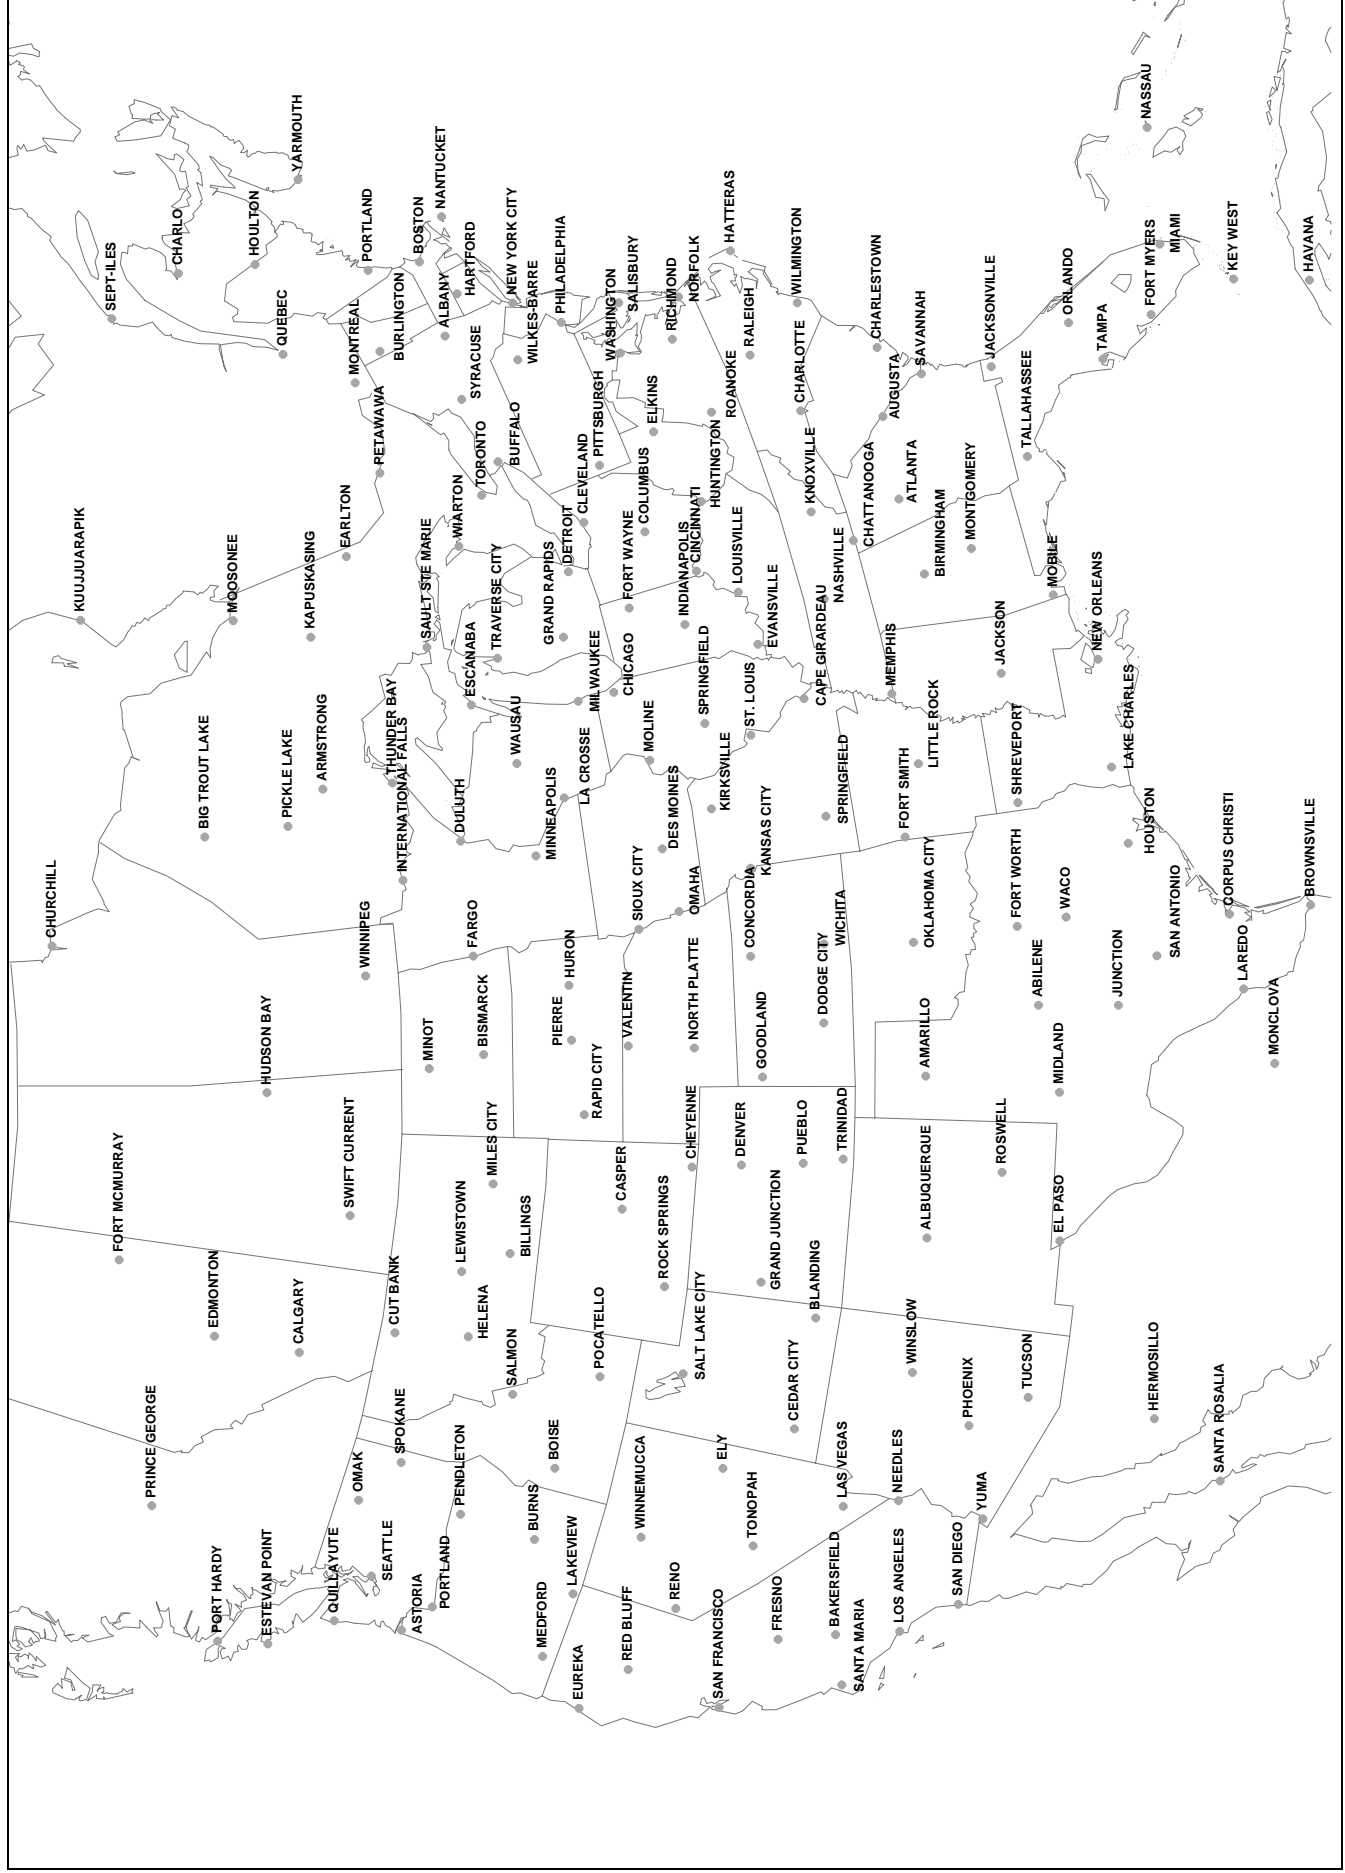 PORT HARDY
ESTEVAN POINT
QUILLAYUTE
SEATTLE
ASTORIA
PORTLAND
MEDFORD
EUREKA
LAKEVIEW
RED BLUFF
RENO
SAN FRANCISCO
FRESNO
BAKERSFIELD
SANTA MARIA
LOS ANGELES
SAN DIEGO
PRINCE GEORGE
OMAK
SPOKANE
PENDLETON
BURNS
BOISE
WINNEMUCCA
ELY
TONOPAH
LAS VEGAS
NEEDLES
YUMA
PHOENIX
TUCSON
HERMOSILLO
SANTA ROSALIA
EDMONTON
CALGARY
CUT BANK
HELENA
SALMON
POCATELLO
SALT LAKE CITY
CEDAR CITY
BLANDING
WINSLOW
FORT MCMURRAY
SWIFT CURRENT
LEWISTOWN
MILES CITY
BILLINGS
CASPER
ROCK SPRINGS
CHEYENNE
DENVER
GRAND JUNCTION
PUEBLO
TRINIDAD
ALBUQUERQUE
ROSWELL
EL PASO
HUDSON BAY
MINOT
BISMARCK
PIERRE
RAPID CITY
VALENTIN
NORTH PLATTE
GOODLAND
DODGE CITY
AMARILLO
MIDLAND
ABILENE
JUNCTION
MONCLOVA
CHURCHILL
WINNIPEG
FARGO
HURON
SIOUX CITY
OMAHA
CONCORDIA
WICHITA
OKLAHOMA CITY
FORT WORTH
WACO
SAN ANTONIO
LAREDO
CORPUS CHRISTI
BROWNSVILLE
BIG TROUT LAKE
PICKLE LAKE
ARMSTRONG
THUNDER BAY
INTERNATIONAL FALLS
DULUTH
MINNEAPOLIS
WAUSAU
LA CROSSE
DES MOINES
MOLINE
KIRKSVILLE
KANSAS CITY
SPRINGFIELD
ST. LOUIS
SPRINGFIELD
FORT SMITH
LITTLE ROCK
SHREVEPORT
HOUSTON
LAKE CHARLES
KUUJJUARAPIK
MOOSONEE
KAPUSKASING
EARLTON
SAULT STE MARIE
ESCANABA
TRAVERSE CITY
WIARTON
GRAND RAPIDS
DETROIT
MILWAUKEE
CHICAGO
FORT WAYNE
INDIANAPOLIS
CINCINNATI
LOUISVILLE
EVANSVILLE
CAPE GIRARDEAU
NASHVILLE
MEMPHIS
JACKSON
BIRMINGHAM
MONTGOMERY
MOBILE
NEW ORLEANS
PETAWAWA
TORONTO
BUFFALO
CLEVELAND
PITTSBURGH
COLUMBUS
ELKINS
HUNTINGTON
ROANOKE
KNOXVILLE
CHATTANOOGA
ATLANTA
CHARLOTTE
AUGUSTA
TALLAHASSEE
SEPT-ILES
CHARLO
HOULTON
QUEBEC
MONTREAL
BURLINGTON
PORTLAND
YARMOUTH
BOSTON
NANTUCKET
ALBANY
HARTFORD
SYRACUSE
NEW YORK CITY
WILKES-BARRE
PHILADELPHIA
WASHINGTON
SALISBURY
RICHMOND
NORFOLK
HATTERAS
RALEIGH
WILMINGTON
CHARLESTOWN
SAVANNAH
JACKSONVILLE
ORLANDO
TAMPA
FORT MYERS
MIAMI
KEY WEST
NASSAU
HAVANA